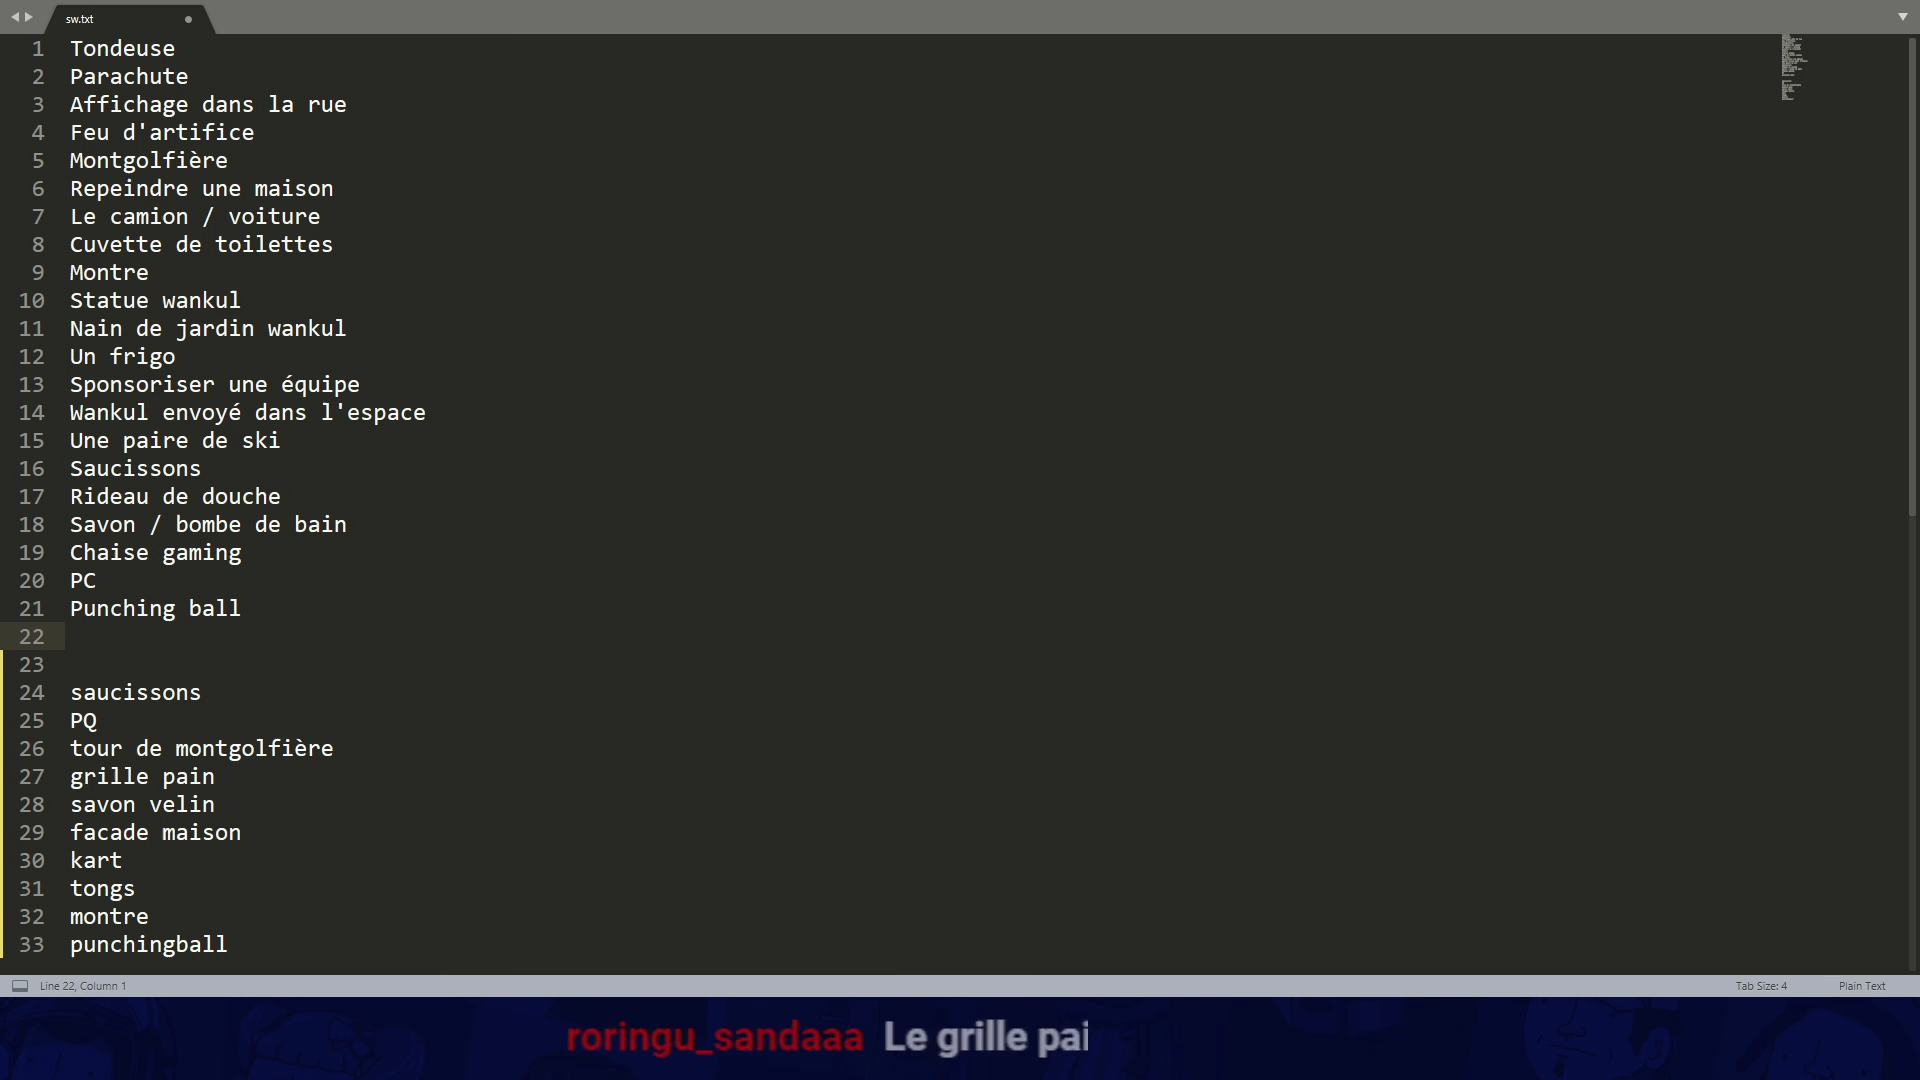 sw.txt
1 Tondeuse
2 Parachute
3 Affichage dans la rue
4 Feu d'artifice
5 Montgolfière
6 Repeindre une maison
7 Le camion / voiture
8 Cuvette de toilettes
9 Montre
10 Statue wankul
11 Nain de jardin wankul
12 Un frigo
13 Sponsoriser une équipe
14 Wankul envoyé dans l'espace
15 Une paire de ski
16 Saucissons
17 Rideau de douche
18 Savon / bombe de bain
19 Chaise gaming
20 PC
21 Punching ball
22
23
24 saucissons
25 PQ
26 tour de montgolfière
27 grille pain
28 savon velin
29 facade maison
30 kart
31 tongs
32 montre
33 punchingball
Line 22, Column 1 Tab Size: 4 Plain Text
roringu_sandaaa Le grille pai